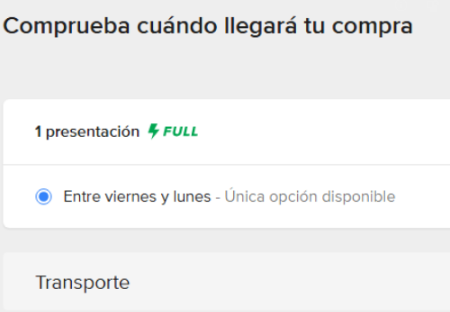 Comprueba cuándo llegará tu compra
1 presentación FULL
Entre viernes y lunes - Única opción disponible
Transporte